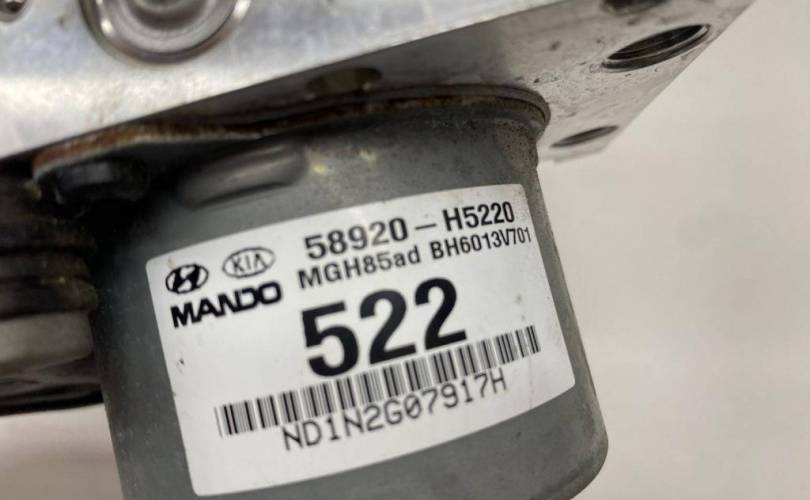 58920-H5220
KIA
MGH85ad BH6013V701
MANDO
522
ND1N2G07917H